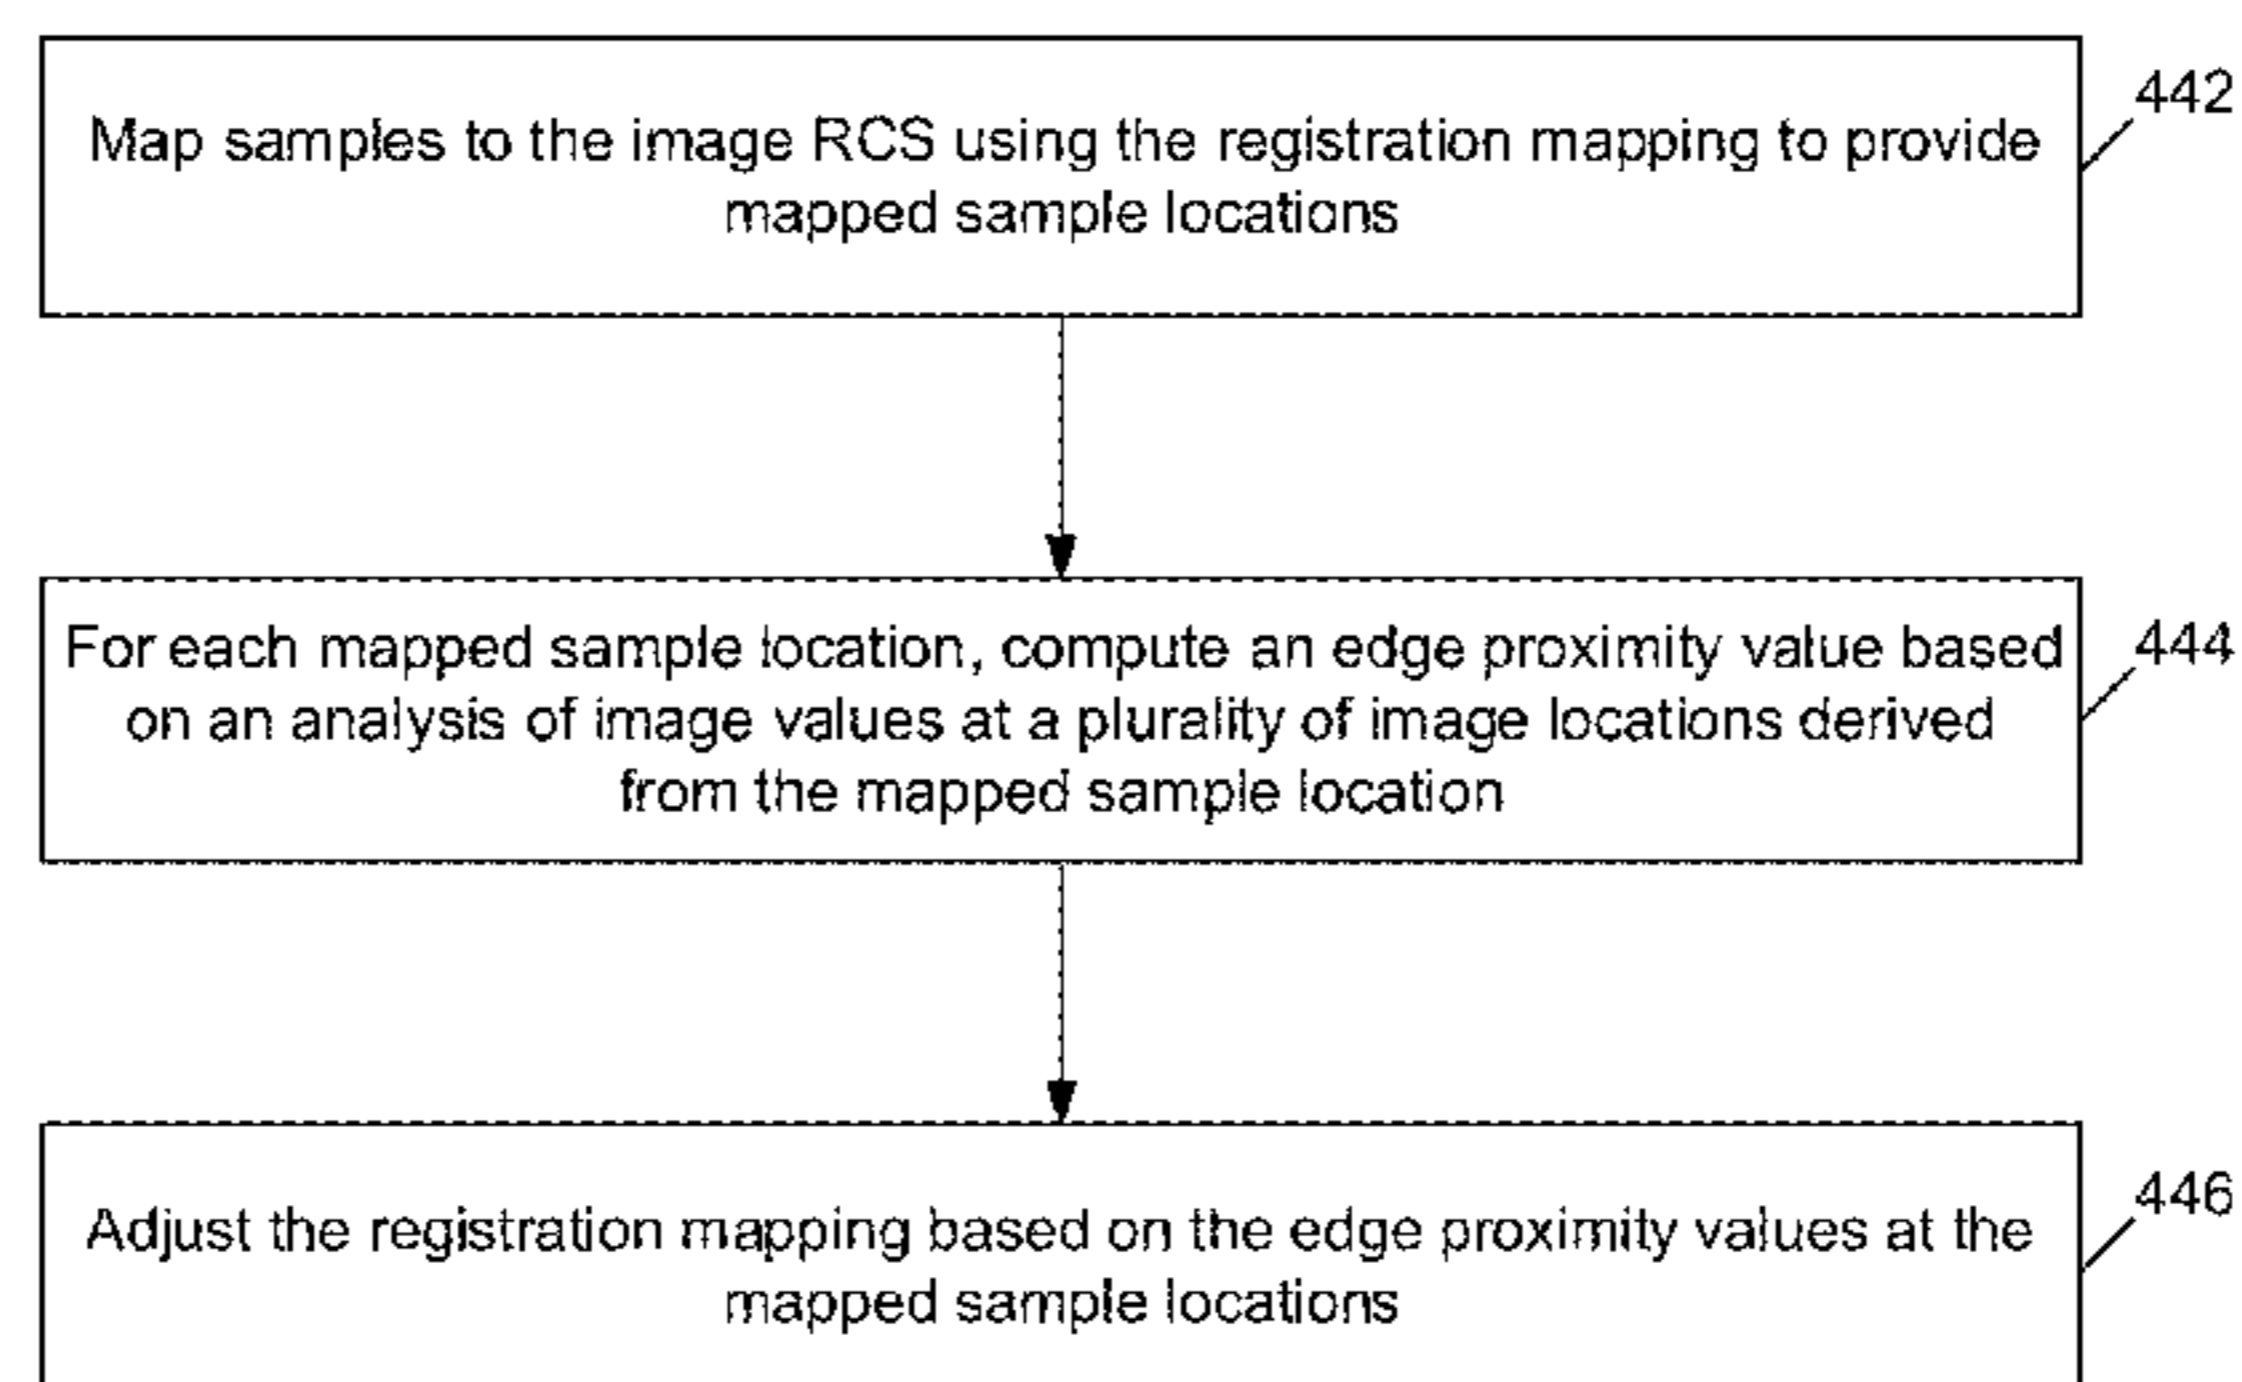 442
Map samples to the image RCS using the registration mapping to provide
mapped sample locations
444
For each mapped sample location, compute an edge proximity value based
on an analysis of image values at a plurality of image locations derived
from the mapped sample location
446
Adjust the registration mapping based on the edge proximity values at the
mapped sample locations